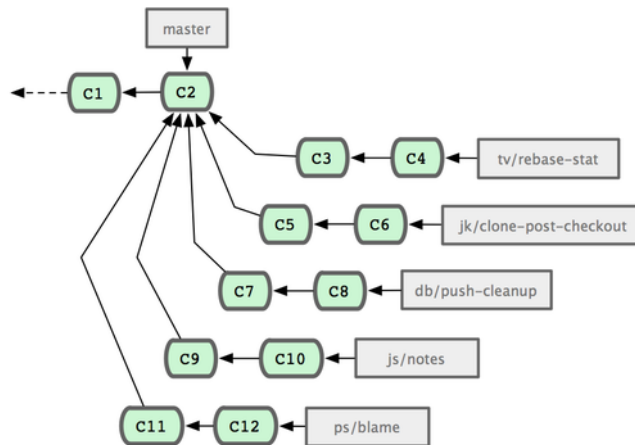 master
C1
C2
C3
C4
tv/rebase-stat
C5
C6
jk/clone-post-checkout
C7
C8
db/push-cleanup
C9
C10
js/notes
C11
C12
ps/blame